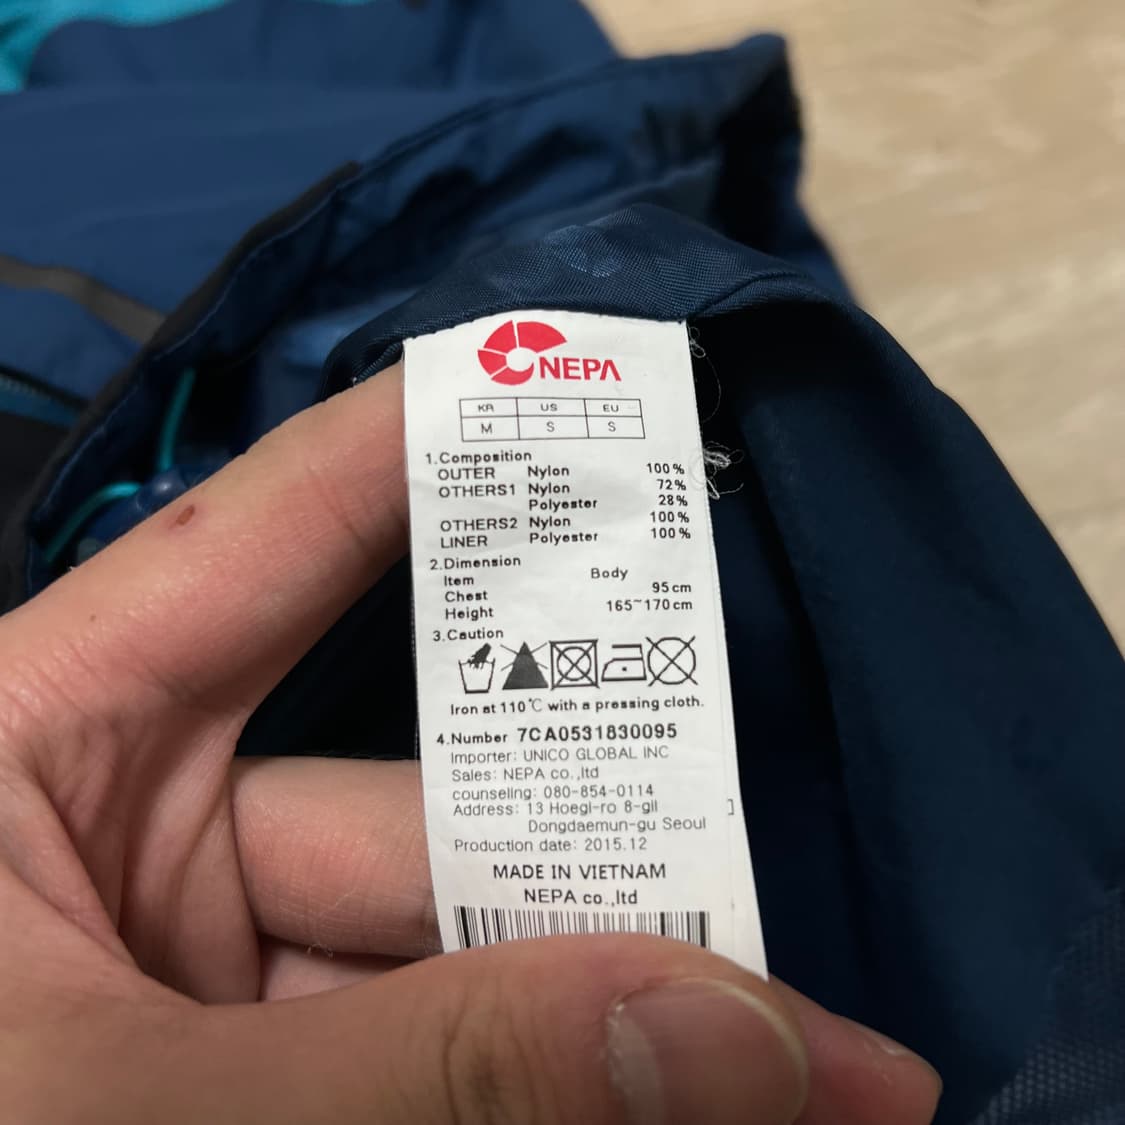 NEPA
KR US EU
M S S
1.Composition
OUTER Nylon 100%
OTHERS1 Nylon 72%
Polyester 28%
OTHERS2 Nylon 100%
LINER Polyester 100%
2.Dimension
Item Body
Chest 95cm
Height 165~170cm
3.Caution
Iron at 110℃ with a pressing cloth.
4.Number 7CA0531830095
Importer: UNICO GLOBAL INC
Sales: NEPA co.,ltd
counseling: 080-854-0114
Address: 13 Hoegi-ro 8-gil
Dongdaemun-gu Seoul
Production date: 2015.12
MADE IN VIETNAM
NEPA co.,ltd